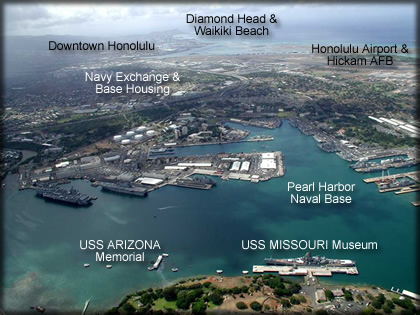 Diamond Head &
Waikiki Beach
Downtown Honolulu
Honolulu Airport &
Hickam AFB
Navy Exchange &
Base Housing
Pearl Harbor
Naval Base
USS ARIZONA
Memorial
USS MISSOURI Museum